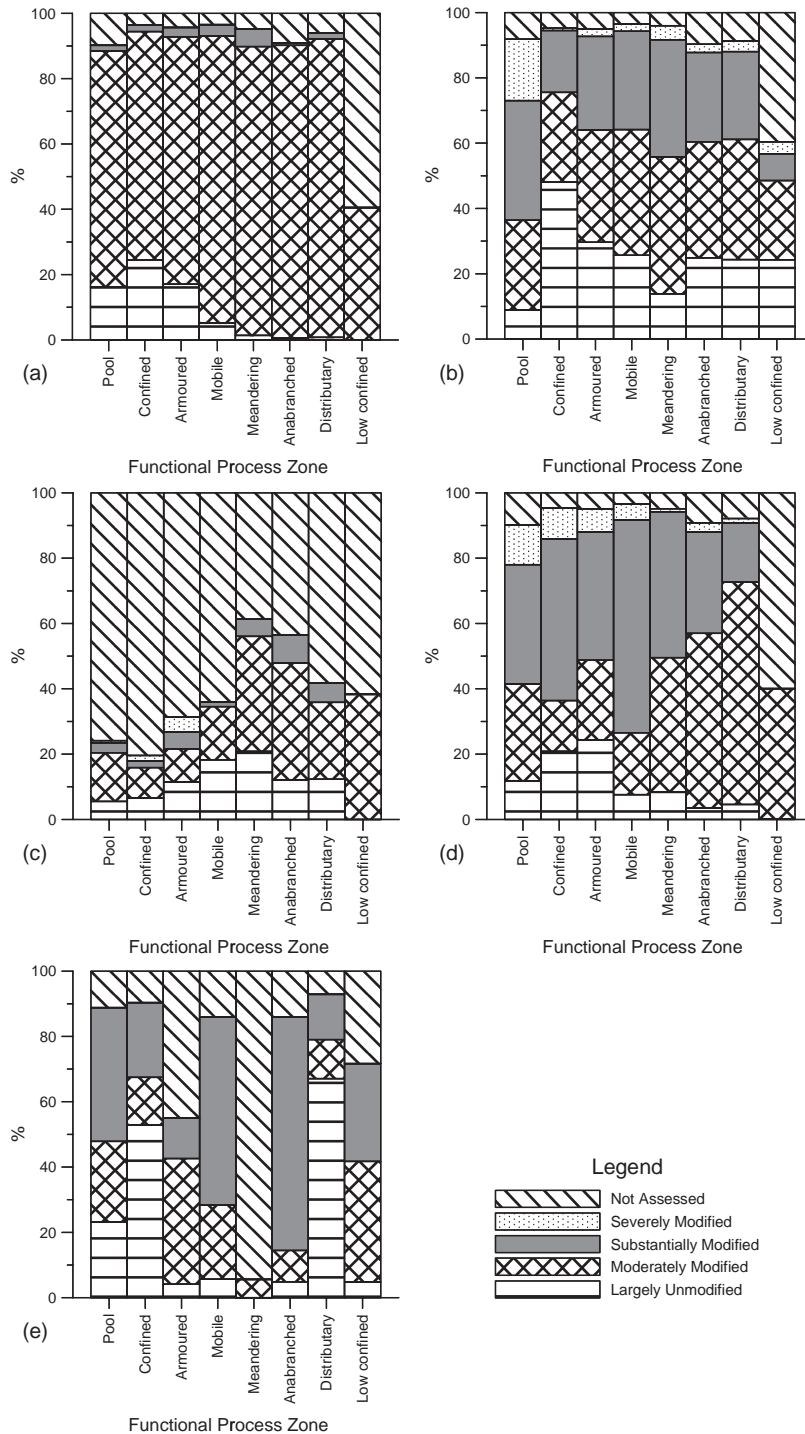 100
80
60
40
20
0
%
Pool
Confined
Armoured
Mobile
Meandering
Anabranched
Distributary
Low confined
(a)
Functional Process Zone
100
80
60
40
20
0
%
Pool
Confined
Armoured
Mobile
Meandering
Anabranched
Distributary
Low confined
(b)
Functional Process Zone
100
80
60
40
20
0
%
Pool
Confined
Armoured
Mobile
Meandering
Anabranched
Distributary
Low confined
(c)
Functional Process Zone
100
80
60
40
20
0
%
Pool
Confined
Armoured
Mobile
Meandering
Anabranched
Distributary
Low confined
(d)
Functional Process Zone
100
80
60
40
20
0
%
Pool
Confined
Armoured
Mobile
Meandering
Anabranched
Distributary
Low confined
(e)
Functional Process Zone
Legend
Not Assessed
Severely Modified
Substantially Modified
Moderately Modified
Largely Unmodified